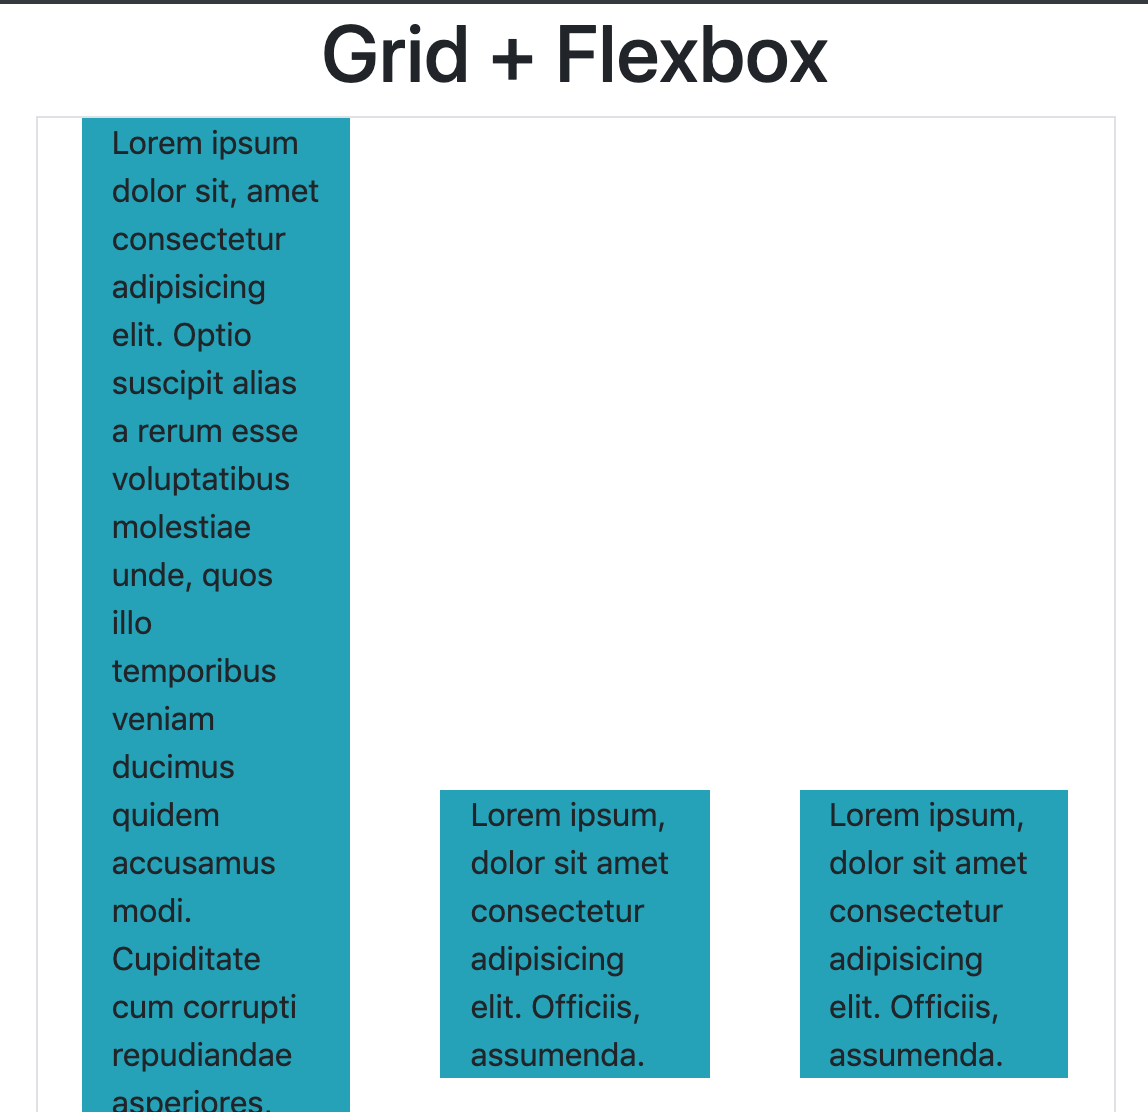 Grid + Flexbox
Lorem ipsum
dolor sit, amet
consectetur
adipisicing
elit. Optio
suscipit alias
a rerum esse
voluptatibus
molestiae
unde, quos
illo
temporibus
veniam
ducimus
quidem
accusamus
modi.
Cupiditate
cum corrupti
repudiandae
asperiores.
Lorem ipsum,
dolor sit amet
consectetur
adipisicing
elit. Officiis,
assumenda.
Lorem ipsum,
dolor sit amet
consectetur
adipisicing
elit. Officiis,
assumenda.